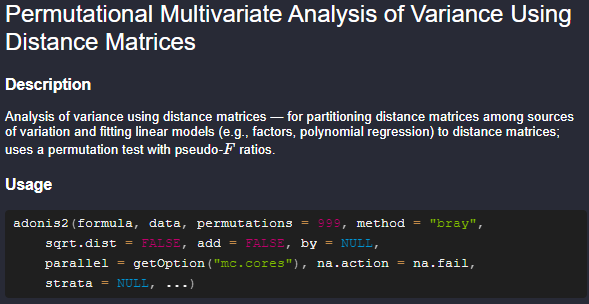 Permutational Multivariate Analysis of Variance Using
Distance Matrices
Description
Analysis of variance using distance matrices — for partitioning distance matrices among sources
of variation and fitting linear models (e.g., factors, polynomial regression) to distance matrices;
uses a permutation test with pseudo-F ratios.
Usage
adonis2(formula, data, permutations = 999, method = "bray",
    sqrt.dist = FALSE, add = FALSE, by = NULL,
    parallel = getOption("mc.cores"), na.action = na.fail,
    strata = NULL, ...)